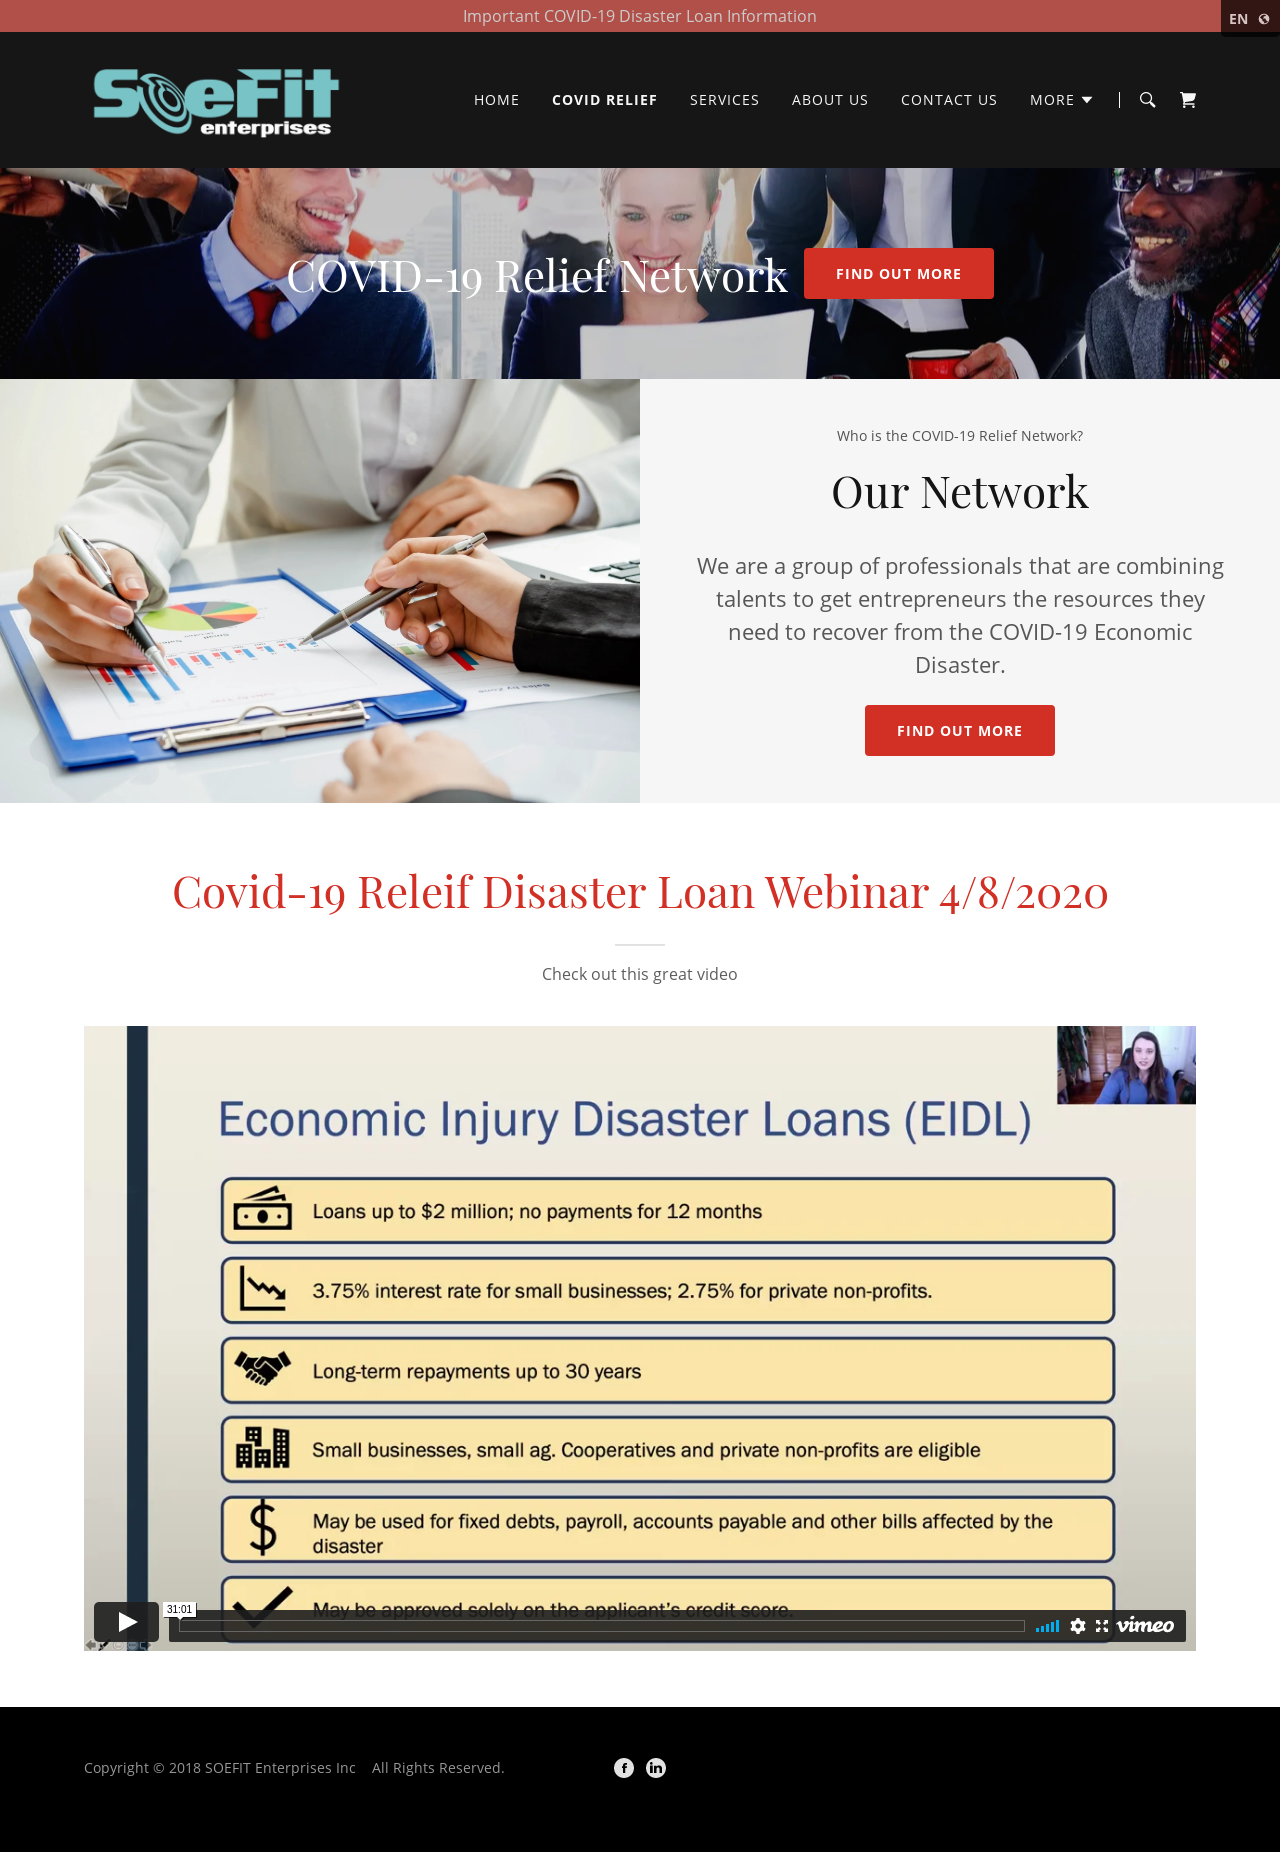 Important COVID-19 Disaster Loan Information
EN
SoeFit
enterprises
HOME
COVID RELIEF
SERVICES
ABOUT US
CONTACT US
MORE
COVID-19 Relief Network
FIND OUT MORE
Who is the COVID-19 Relief Network?
Our Network
We are a group of professionals that are combining
talents to get entrepreneurs the resources they
need to recover from the COVID-19 Economic
Disaster.
FIND OUT MORE
Covid-19 Releif Disaster Loan Webinar 4/8/2020
Check out this great video
Economic Injury Disaster Loans (EIDL)
Loans up to $2 million; no payments for 12 months
3.75% interest rate for small businesses; 2.75% for private non-profits.
Long-term repayments up to 30 years
Small businesses, small ag. Cooperatives and private non-profits are eligible
May be used for fixed debts, payroll, accounts payable and other bills affected by the
disaster
May be approved solely on the applicant's credit score.
31:01
vimeo
Copyright © 2018 SOEFIT Enterprises Inc All Rights Reserved.